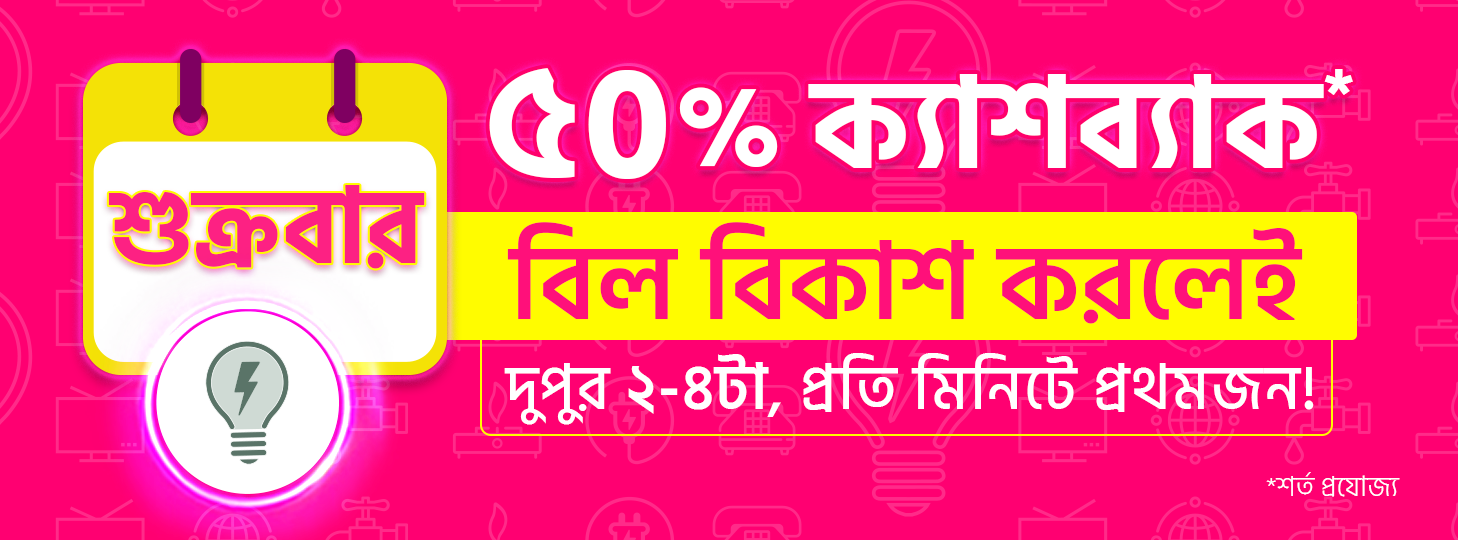 শুক্রবার
৫০% ক্যাশব্যাক*
বিল বিকাশ করলেই
দুপুর ২-৪টা, প্রতি মিনিটে প্রথমজন!
*শর্ত প্রযোজ্য